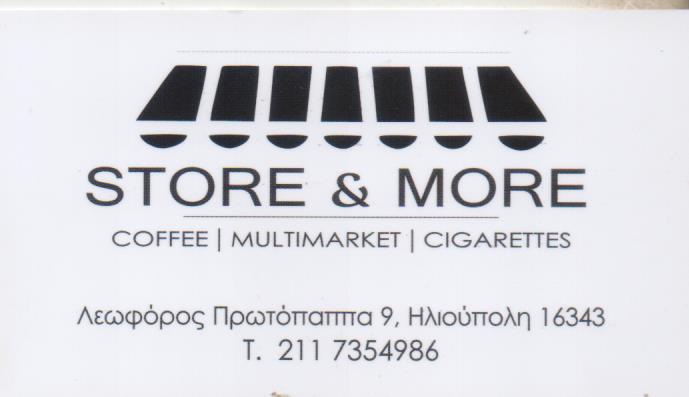 STORE & MORE
COFFEE | MULTIMARKET | CIGARETTES
Λεωφόρος Πρωτόπαππα 9, Ηλιούπολη 16343
Τ. 211 7354986